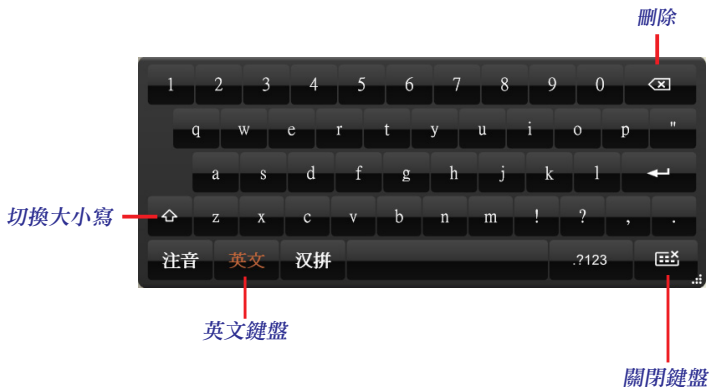 刪除
1 2 3 4 5 6 7 8 9 0
q w e r t y u i o p "
a s d f g h j k l
切換大小寫
z x c v b n m ! ? , .
注音 英文 汉拼 .?123
英文鍵盤
關閉鍵盤